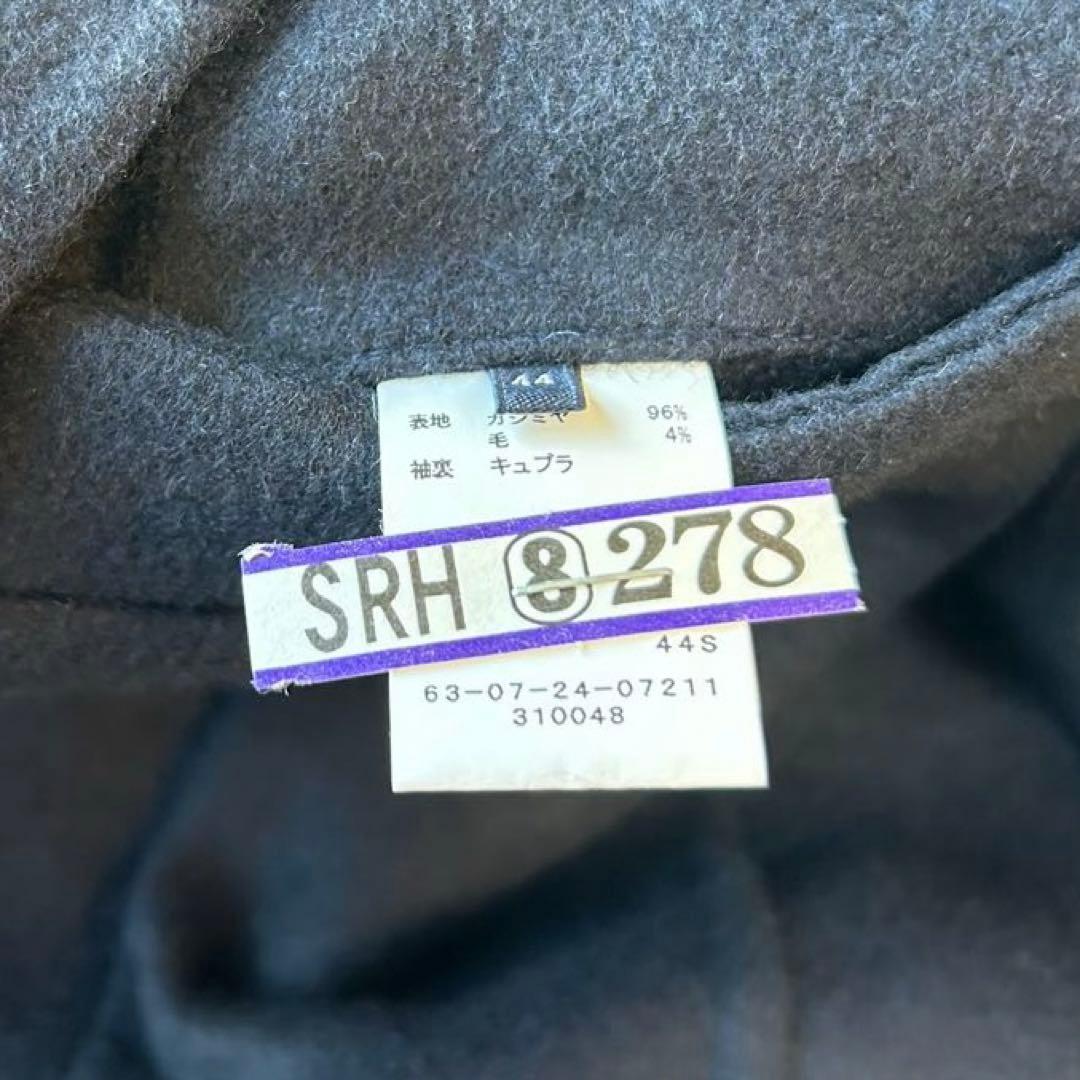 44
表地 カシミヤ 96%
毛 4%
袖裏 キュプラ
SRH 8 278
44S
63-07-24-07211
310048